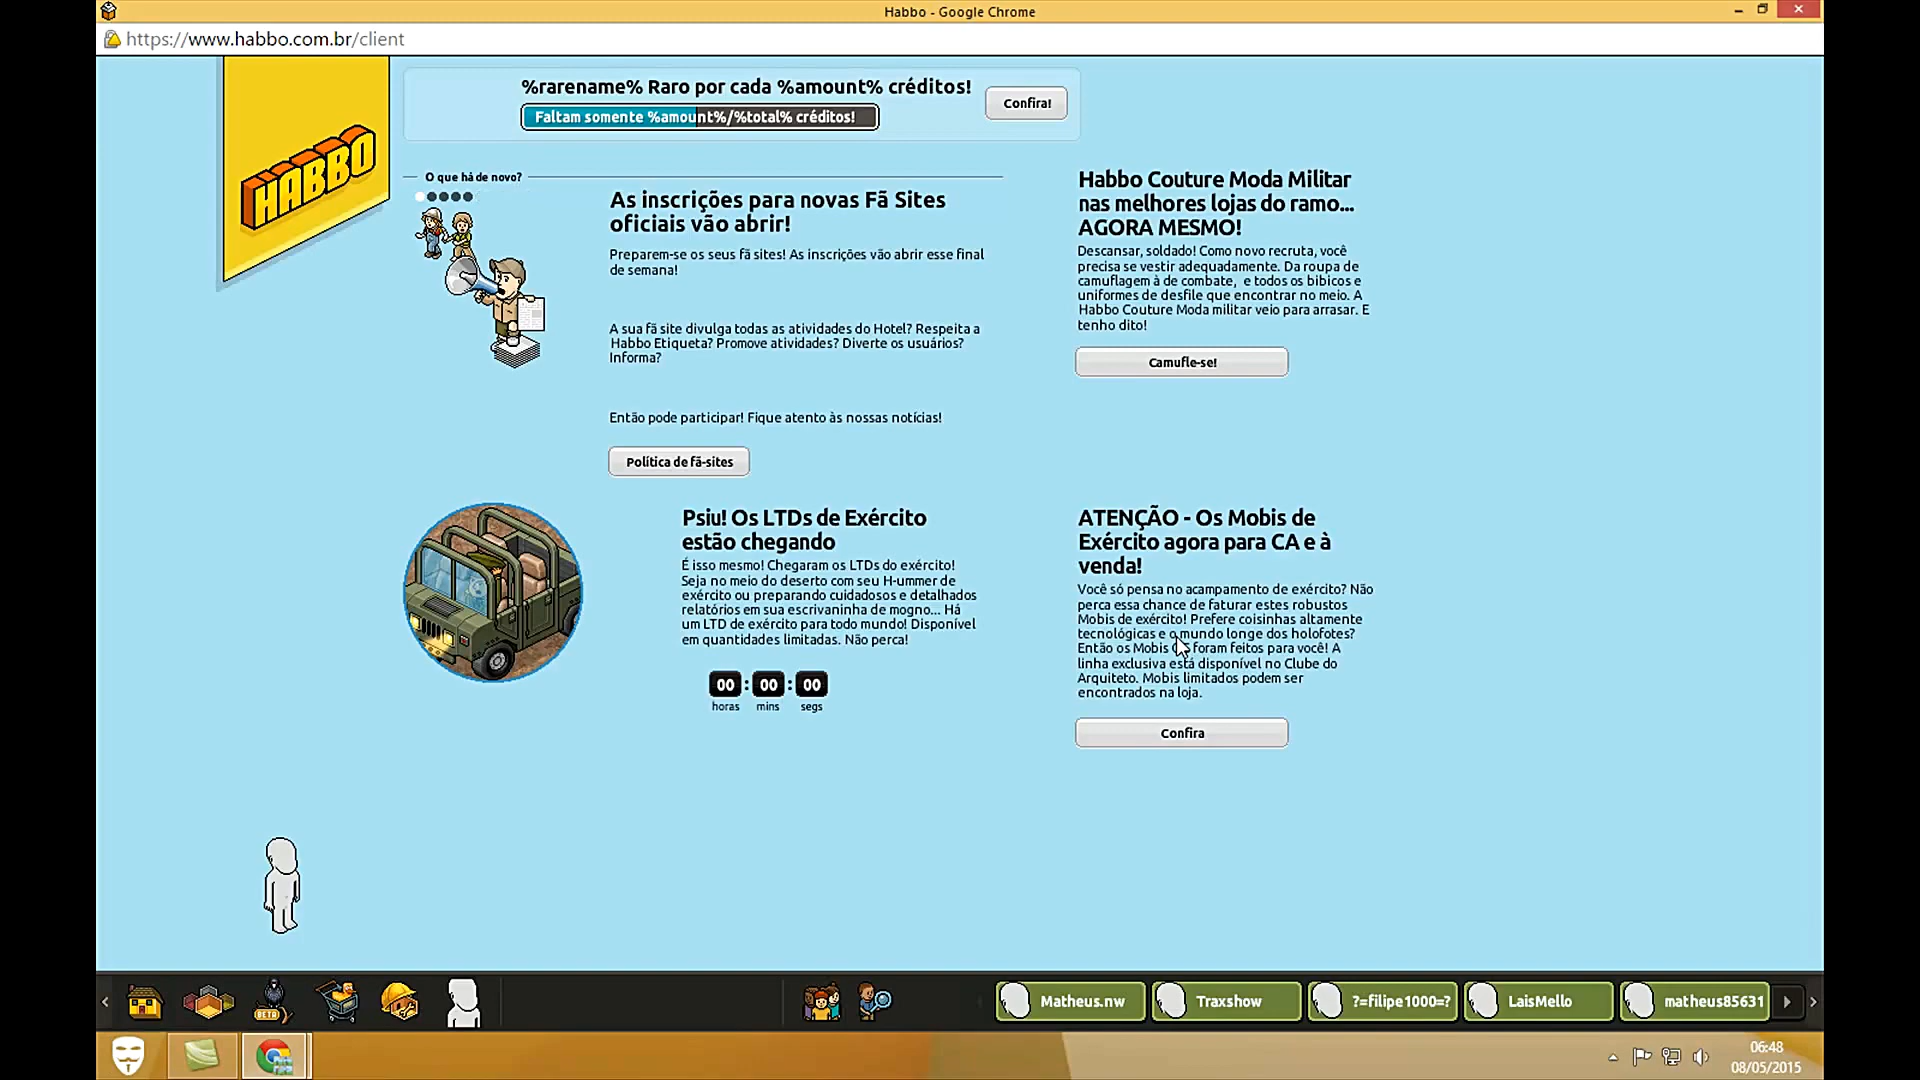 Habbo - Google Chrome
https://www.habbo.com.br/client
HABBO
%rarename% Raro por cada %amount% créditos!
Faltam somente %amount%/%total% créditos!
Confira!
O que há de novo?
As inscrições para novas Fã Sites
oficiais vão abrir!
Preparem-se os seus fã sites! As inscrições vão abrir esse final
de semana!
A sua fã site divulga todas as atividades do Hotel? Respeita a
Habbo Etiqueta? Promove atividades? Diverte os usuários?
Informa?
Então pode participar! Fique atento às nossas notícias!
Política de fã-sites
Habbo Couture Moda Militar
nas melhores lojas do ramo...
AGORA MESMO!
Descansar, soldado! Como novo recruta, você
precisa se vestir adequadamente. Da roupa de
camuflagem à de combate, e todos os bibicos e
uniformes de desfile que encontrar no meio. A
Habbo Couture Moda militar veio para arrasar. E
tenho dito!
Camufle-se!
Psiu! Os LTDs de Exército
estão chegando
É isso mesmo! Chegaram os LTDs do exército!
Seja no meio do deserto com seu H-ummer de
exército ou preparando cuidadosos e detalhados
relatórios em sua escrivaninha de mogno... Há
um LTD de exército para todo mundo! Disponível
em quantidades limitadas. Não perca!
00 : 00 : 00
horas mins segs
ATENÇÃO - Os Mobis de
Exército agora para CA e à
venda!
Você só pensa no acampamento de exército? Não
perca essa chance de faturar estes robustos
Mobis de exército! Prefere coisinhas altamente
tecnológicas e o mundo longe dos holofotes?
Então os Mobis foram feitos para você! A
linha exclusiva está disponível no Clube do
Arquiteto. Mobis limitados podem ser
encontrados na loja.
Confira
BETA
Matheus.nw
Traxshow
?=filipe1000=?
LaisMello
matheus85631
06:48
08/05/2015